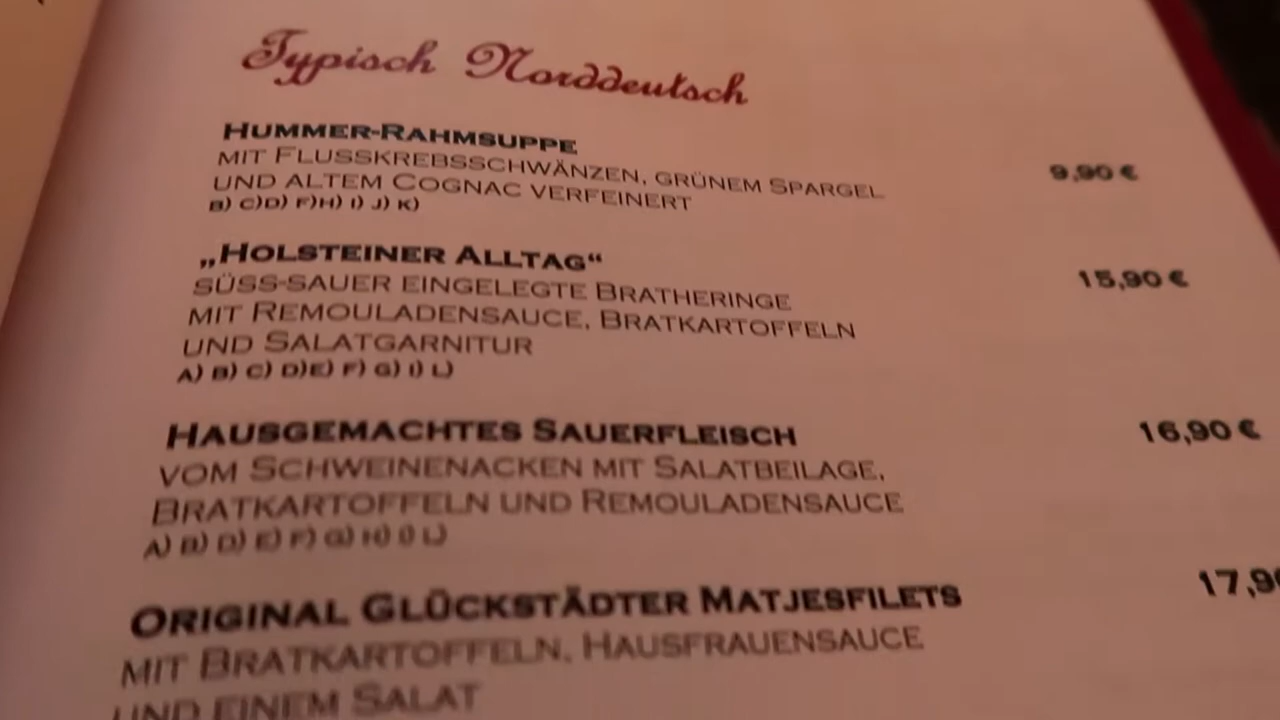 Typisch Norddeutsch
HUMMER-RAHMSUPPE
MIT FLUSSKREBSSCHWÄNZEN, GRÜNEM SPARGEL
9,90 €
UND ALTEM COGNAC VERFEINERT
B) C)D) F)H) I) J) K)
„HOLSTEINER ALLTAG“
SÜSS-SAUER EINGELEGTE BRATHERINGE
15,90 €
MIT REMOULADENSAUCE, BRATKARTOFFELN
UND SALATGARNITUR
A) B) C) D)E) F) G) I) L)
HAUSGEMACHTES SAUERFLEISCH
16,90 €
VOM SCHWEINENACKEN MIT SALATBEILAGE,
BRATKARTOFFELN UND REMOULADENSAUCE
A) B) D) E) F) G) H) I) L)
ORIGINAL GLÜCKSTÄDTER MATJESFILETS
17,9
MIT BRATKARTOFFELN, HAUSFRAUENSAUCE
UND EINEM SALAT